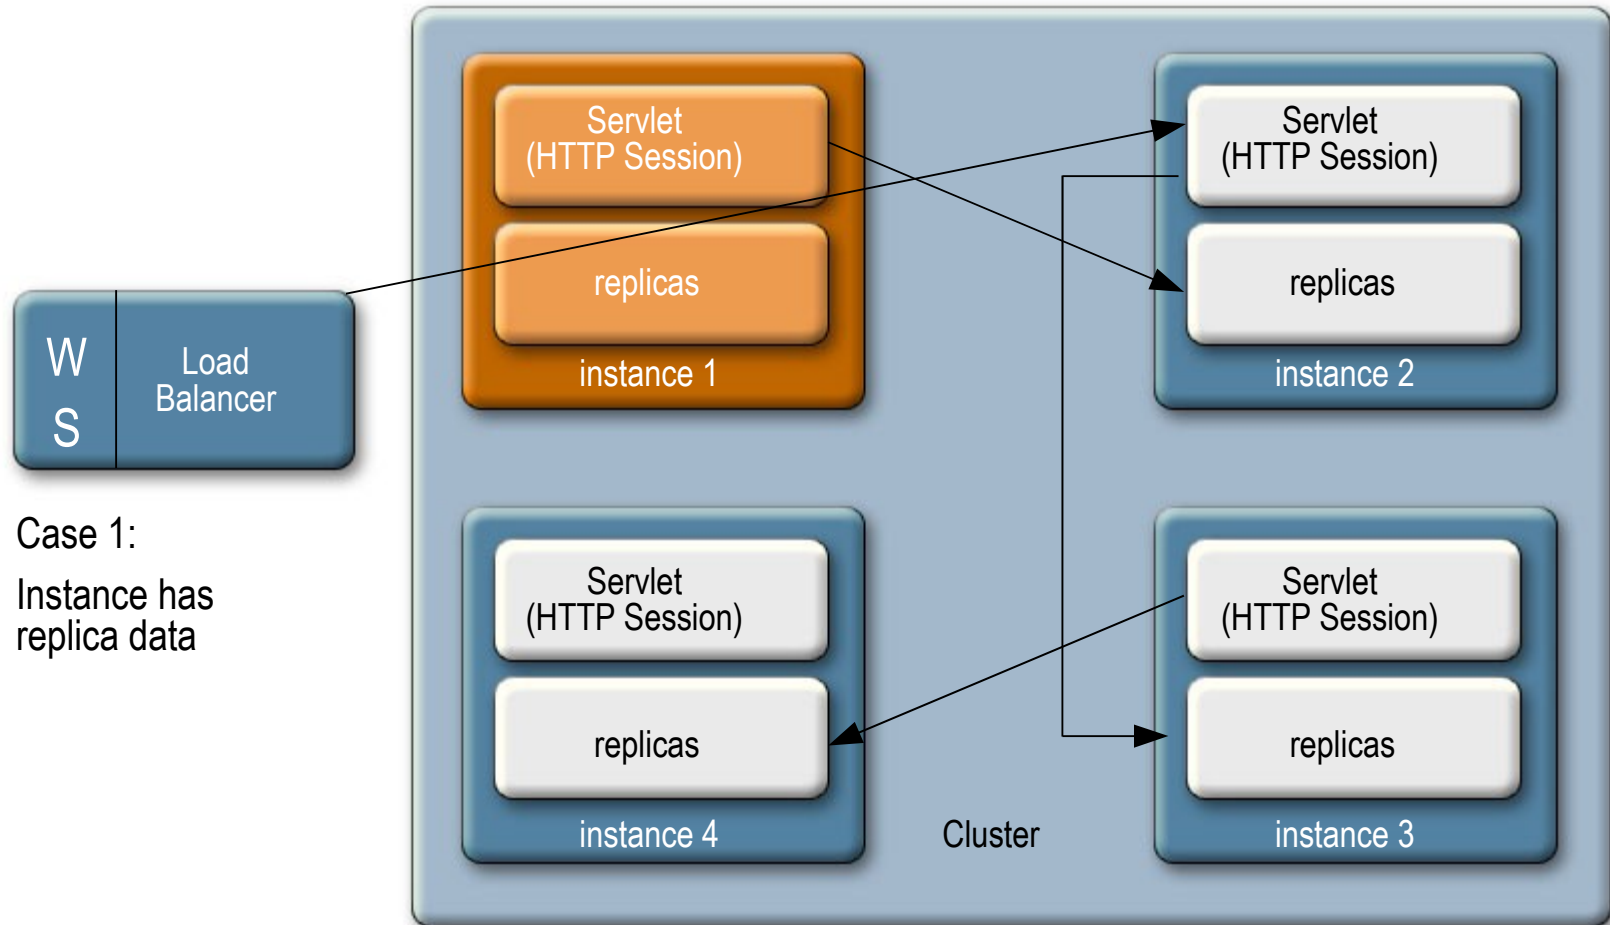 Servlet
(HTTP Session)
replicas
instance 1
Servlet
(HTTP Session)
replicas
instance 2
W
S
Load
Balancer
Case 1:
Instance has
replica data
Servlet
(HTTP Session)
replicas
instance 4
Cluster
Servlet
(HTTP Session)
replicas
instance 3